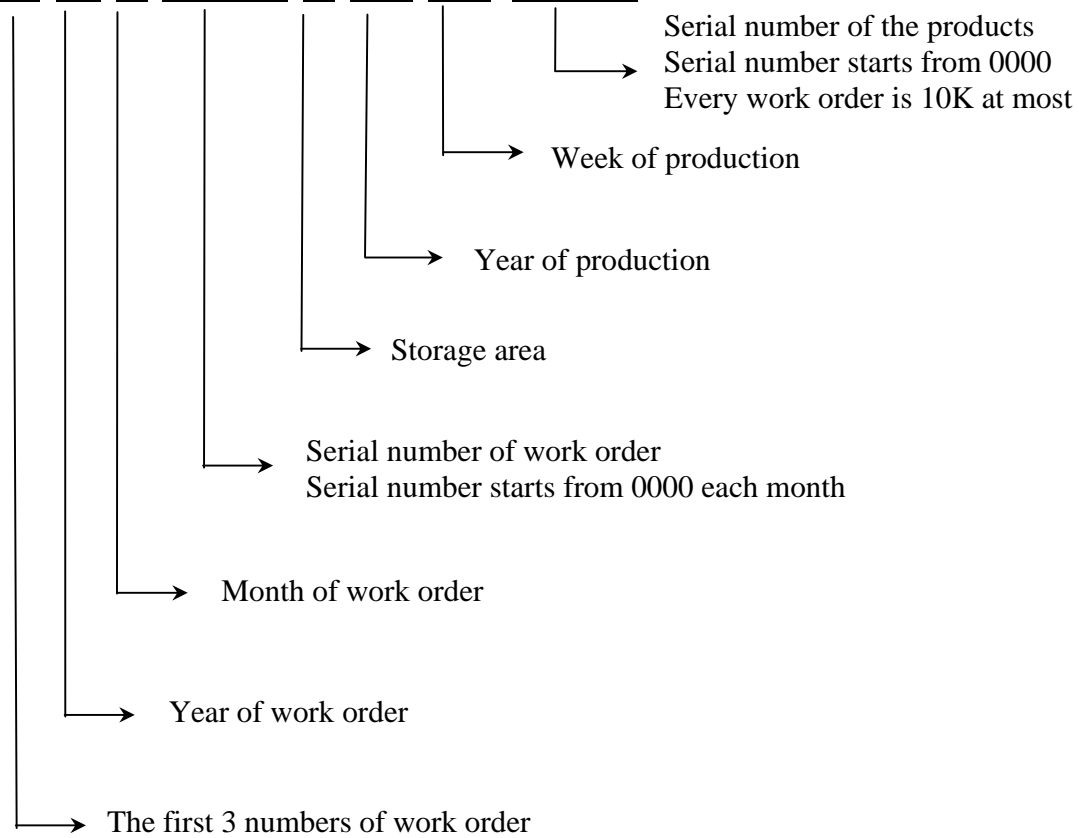 Serial number of the products
Serial number starts from 0000
Every work order is 10K at most
Week of production
Year of production
Storage area
Serial number of work order
Serial number starts from 0000 each month
Month of work order
Year of work order
The first 3 numbers of work order